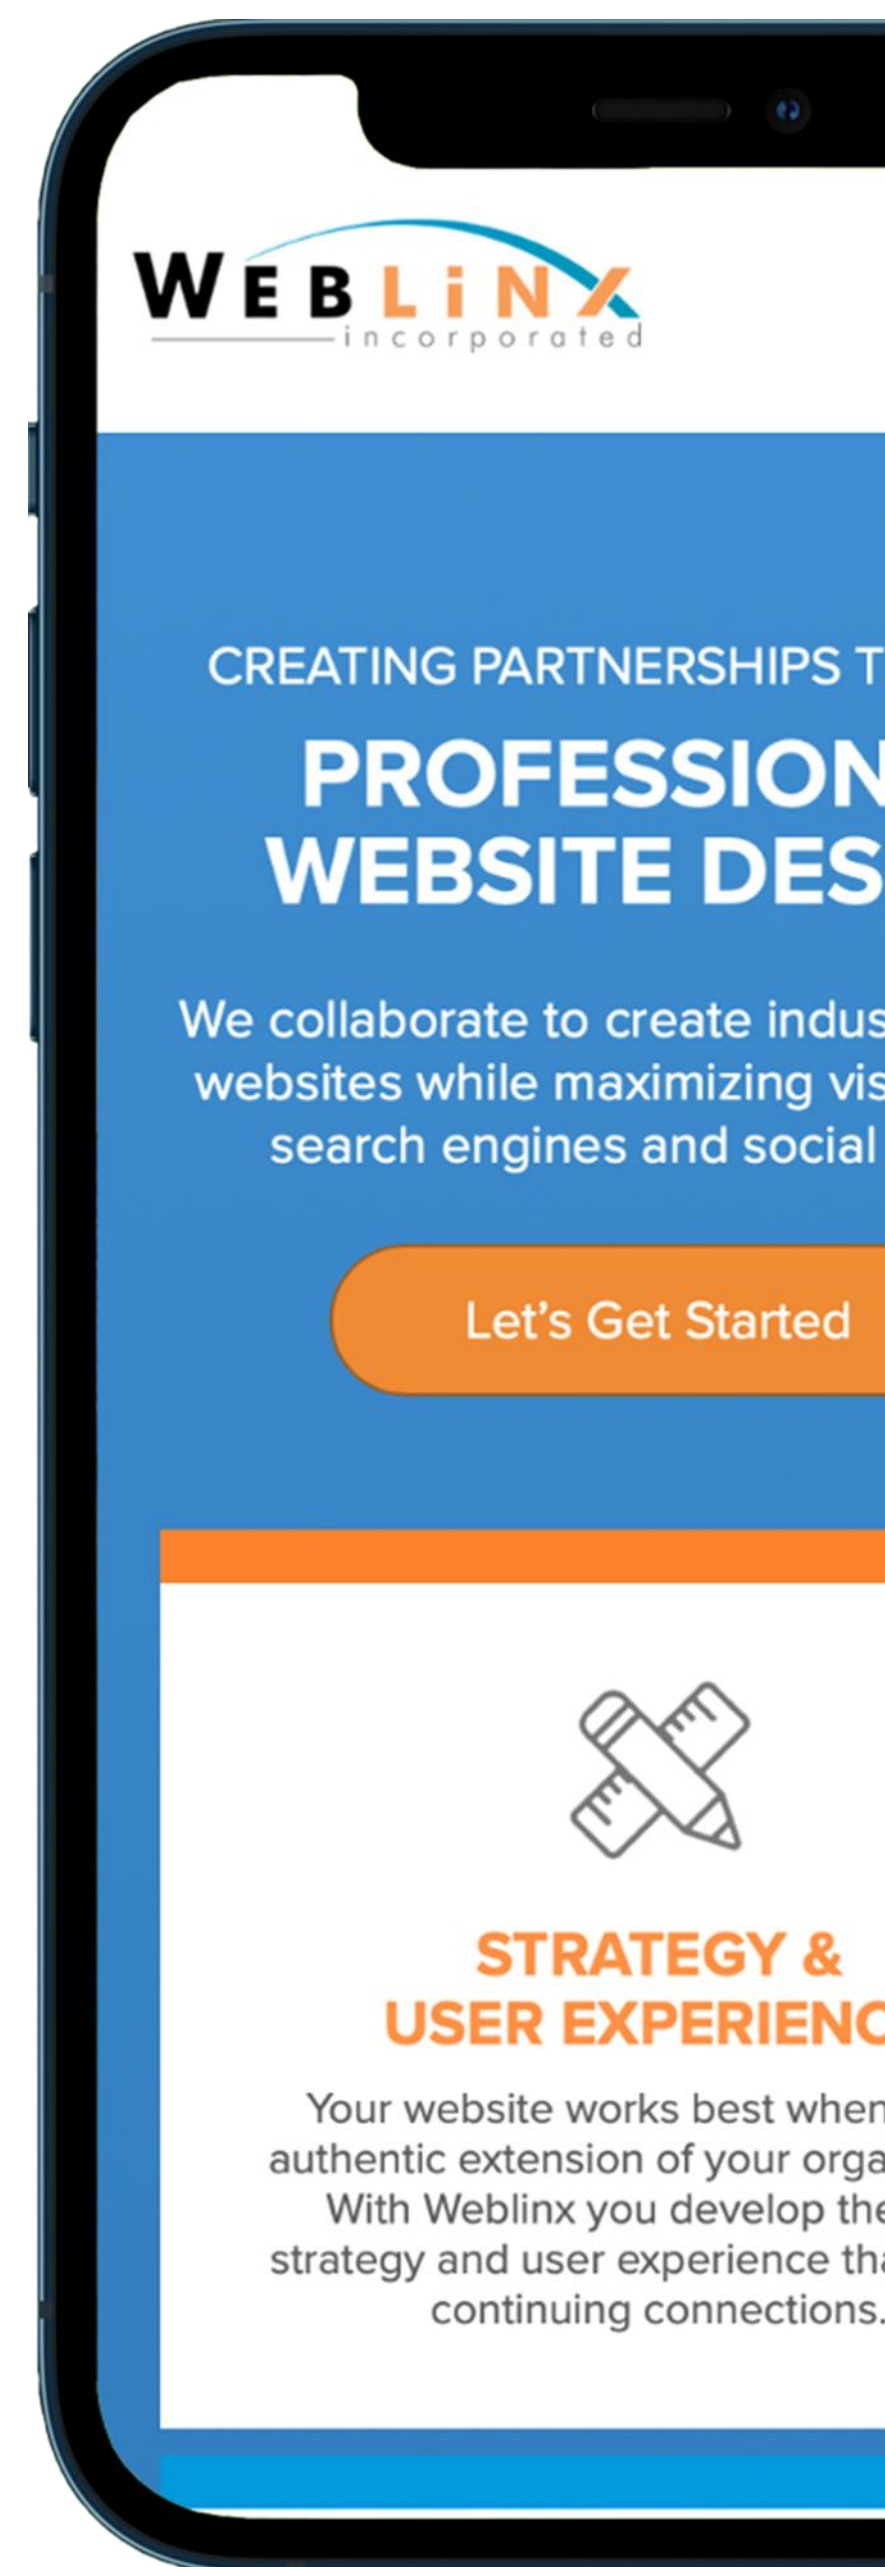 WEBLiNX
incorporated
CREATING PARTNERSHIPS T
PROFESSION
WEBSITE DES
We collaborate to create indus
websites while maximizing vis
search engines and social
Let's Get Started
STRATEGY &
USER EXPERIENC
Your website works best when
authentic extension of your orga
With Weblinx you develop the
strategy and user experience tha
continuing connections.